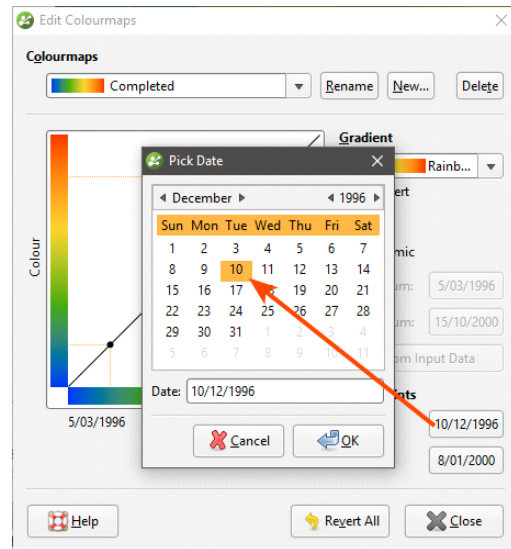 Edit Colourmaps
Colourmaps
Completed
Rename
New...
Delete
Gradient
Rainb...
Pick Date
December
1996
Sun Mon Tue Wed Thu Fri Sat
1 2 3 4 5 6 7
8 9 10 11 12 13 14
15 16 17 18 19 20 21
22 23 24 25 26 27 28
29 30 31 1 2 3 4
5 6 7 8 9 10 11
Date: 10/12/1996
Cancel
OK
Colour
5/03/1996
5/03/1996
15/10/2000
10/12/1996
8/01/2000
Help
Revert All
Close